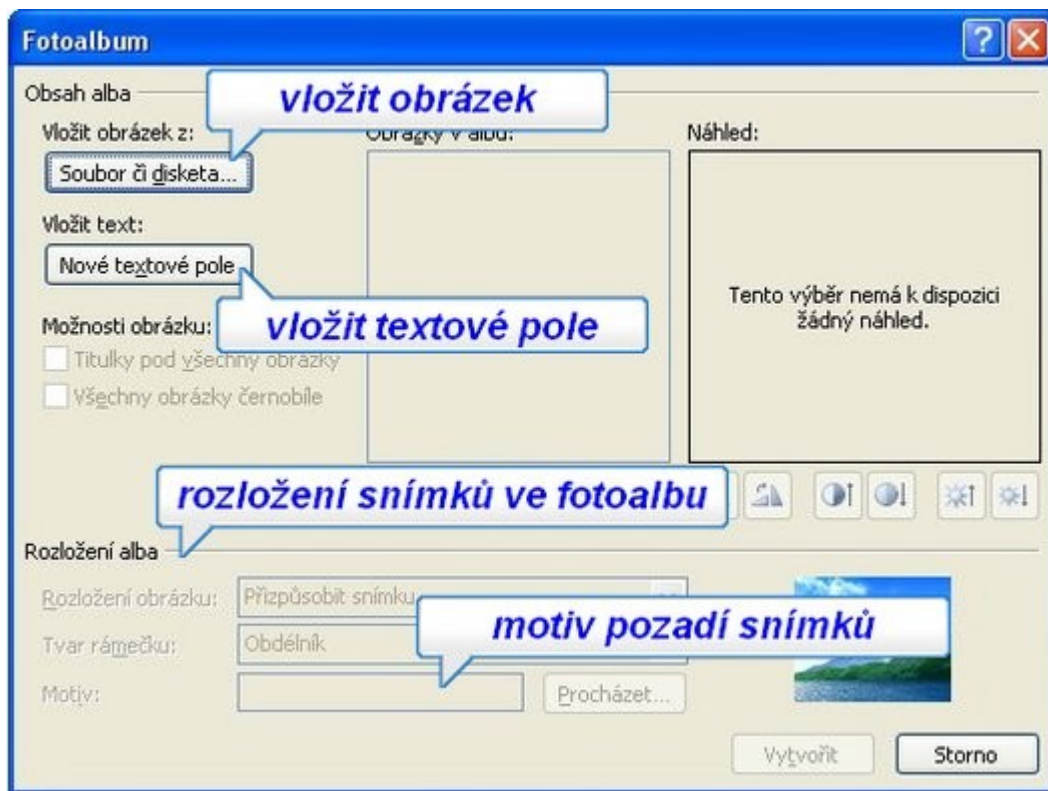 Fotoalbum
Obsah alba
vložit obrázek
Vložit obrázek z:
Obrázky v albu:
Náhled:
Soubor či disketa...
Vložit text:
Nové textové pole
Tento výběr nemá k dispozici
žádný náhled.
vložit textové pole
Možnosti obrázku:
Titulky pod všechny obrázky
Všechny obrázky černobíle
rozložení snímků ve fotoalbu
Rozložení alba
Rozložení obrázku:
Přizpůsobit snímku
motiv pozadí snímků
Tvar rámečku:
Obdélník
Motiv:
Procházet...
Vytvořit
Storno